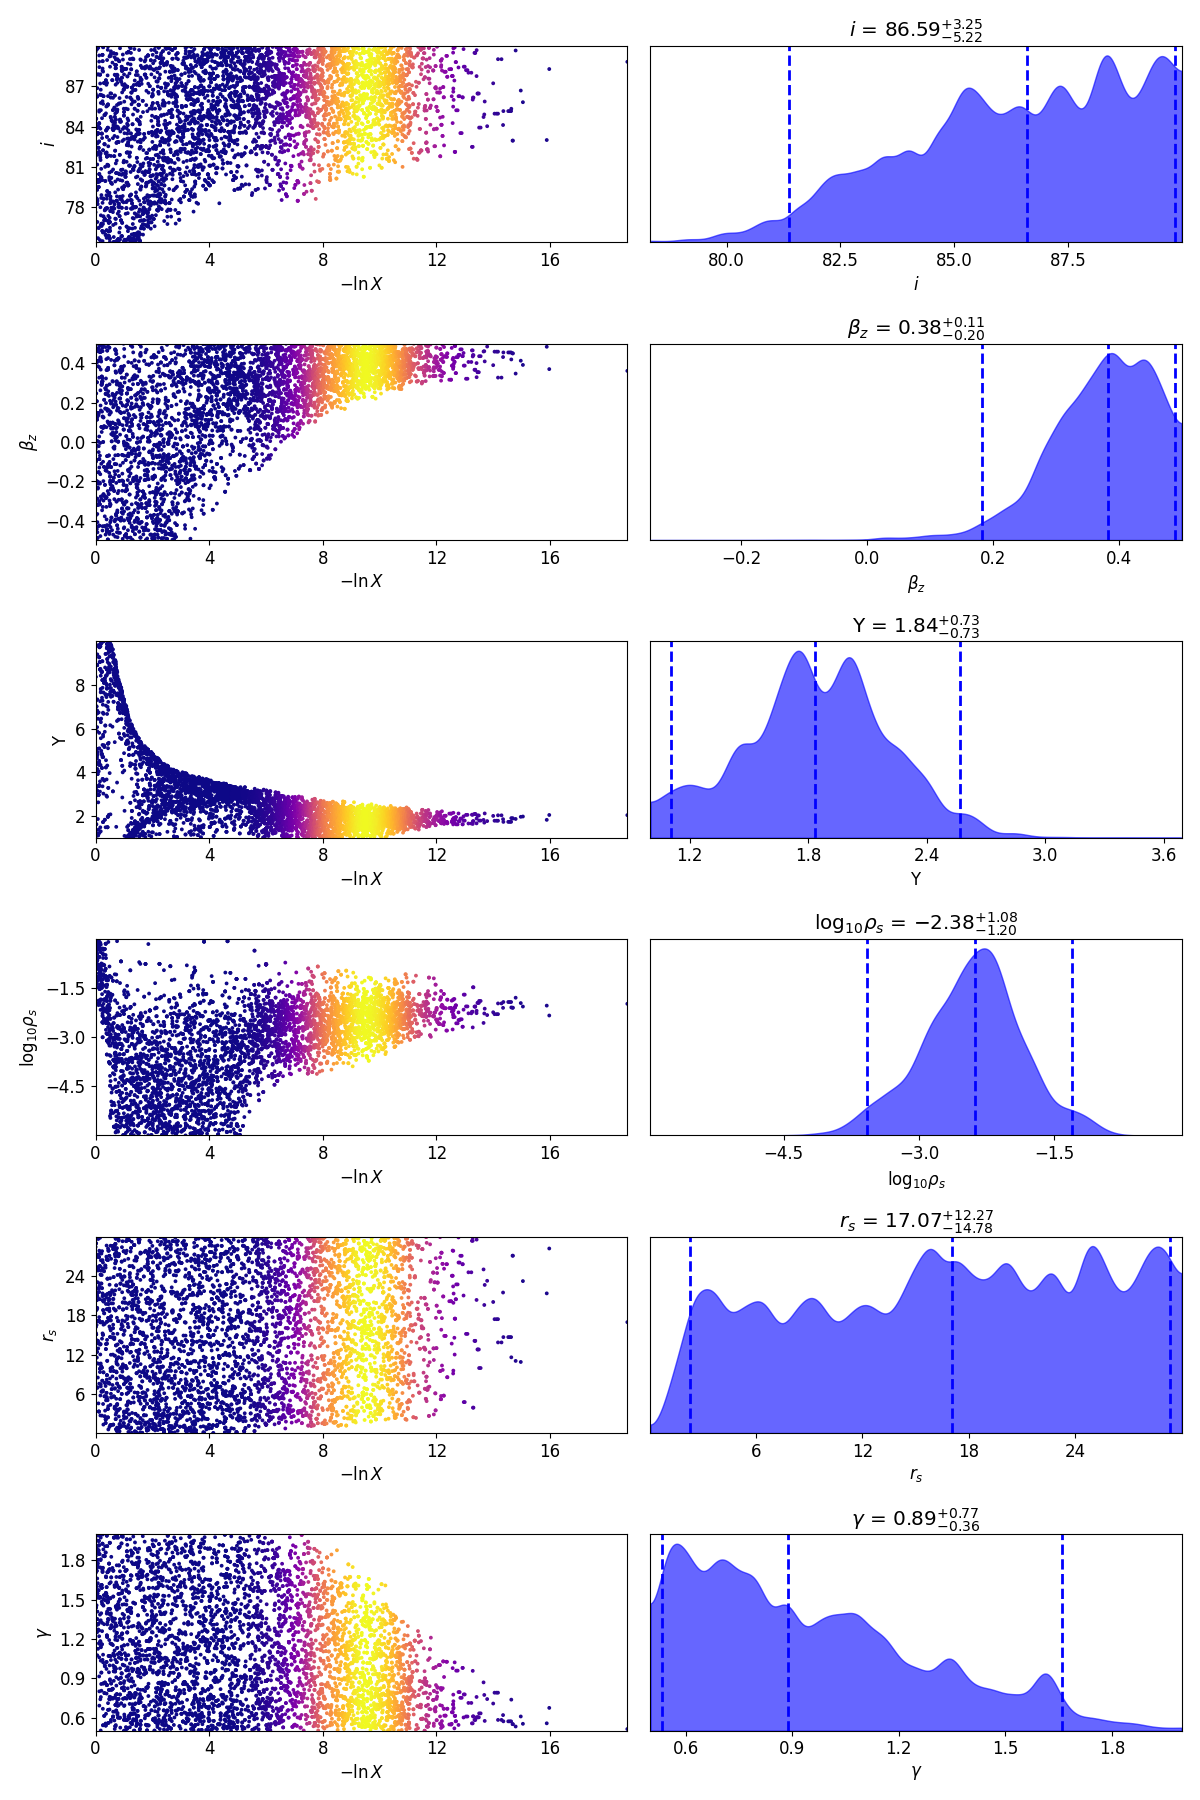 i = 86.59+3.25−5.22
87
84
81
78
i
0 4 8 12 16
−ln X
80.0 82.5 85.0 87.5
i
βz = 0.38+0.11−0.20
0.4
0.2
0.0
−0.2
−0.4
βz
0 4 8 12 16
−ln X
−0.2 0.0 0.2 0.4
βz
Y = 1.84+0.73−0.73
8
6
4
2
Y
0 4 8 12 16
−ln X
1.2 1.8 2.4 3.0 3.6
Y
log10ρs = −2.38+1.08−1.20
−1.5
−3.0
−4.5
log10ρs
0 4 8 12 16
−ln X
−4.5 −3.0 −1.5
log10ρs
rs = 17.07+12.27−14.78
24
18
12
6
rs
0 4 8 12 16
−ln X
6 12 18 24
rs
γ = 0.89+0.77−0.36
1.8
1.5
1.2
0.9
0.6
γ
0 4 8 12 16
−ln X
0.6 0.9 1.2 1.5 1.8
γ